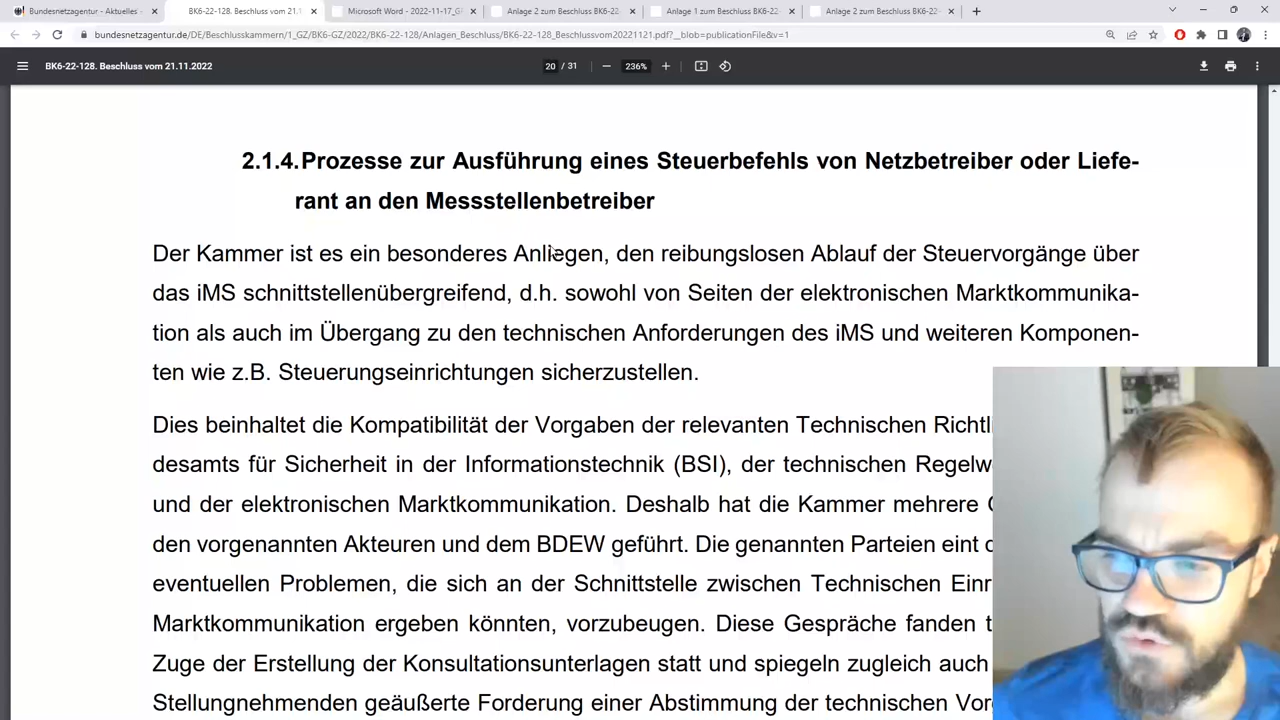 Bundesnetzagentur - Aktuelles
BK6-22-128. Beschluss vom 21.1
Microsoft Word - 2022-11-17_G
Anlage 2 zum Beschluss BK6-22-
Anlage 1 zum Beschluss BK6-22-
Anlage 2 zum Beschluss BK6-22-
bundesnetzagentur.de/DE/Beschlusskammern/1_GZ/BK6-GZ/2022/BK6-22-128/Anlagen_Beschluss/BK6-22-128_Beschlussvom20221121.pdf?__blob=publicationFile&v=1
BK6-22-128. Beschluss vom 21.11.2022
20 / 31
236%
2.1.4. Prozesse zur Ausführung eines Steuerbefehls von Netzbetreiber oder Liefe-
rant an den Messstellenbetreiber
Der Kammer ist es ein besonderes Anliegen, den reibungslosen Ablauf der Steuervorgänge über
das iMS schnittstellenübergreifend, d.h. sowohl von Seiten der elektronischen Marktkommunika-
tion als auch im Übergang zu den technischen Anforderungen des iMS und weiteren Komponen-
ten wie z.B. Steuerungseinrichtungen sicherzustellen.
Dies beinhaltet die Kompatibilität der Vorgaben der relevanten Technischen Richtl
desamts für Sicherheit in der Informationstechnik (BSI), der technischen Regelw
und der elektronischen Marktkommunikation. Deshalb hat die Kammer mehrere
den vorgenannten Akteuren und dem BDEW geführt. Die genannten Parteien eint
eventuellen Problemen, die sich an der Schnittstelle zwischen Technischen Einr
Marktkommunikation ergeben könnten, vorzubeugen. Diese Gespräche fanden t
Zuge der Erstellung der Konsultationsunterlagen statt und spiegeln zugleich auch
Stellungnehmenden geäußerte Forderung einer Abstimmung der technischen Vor